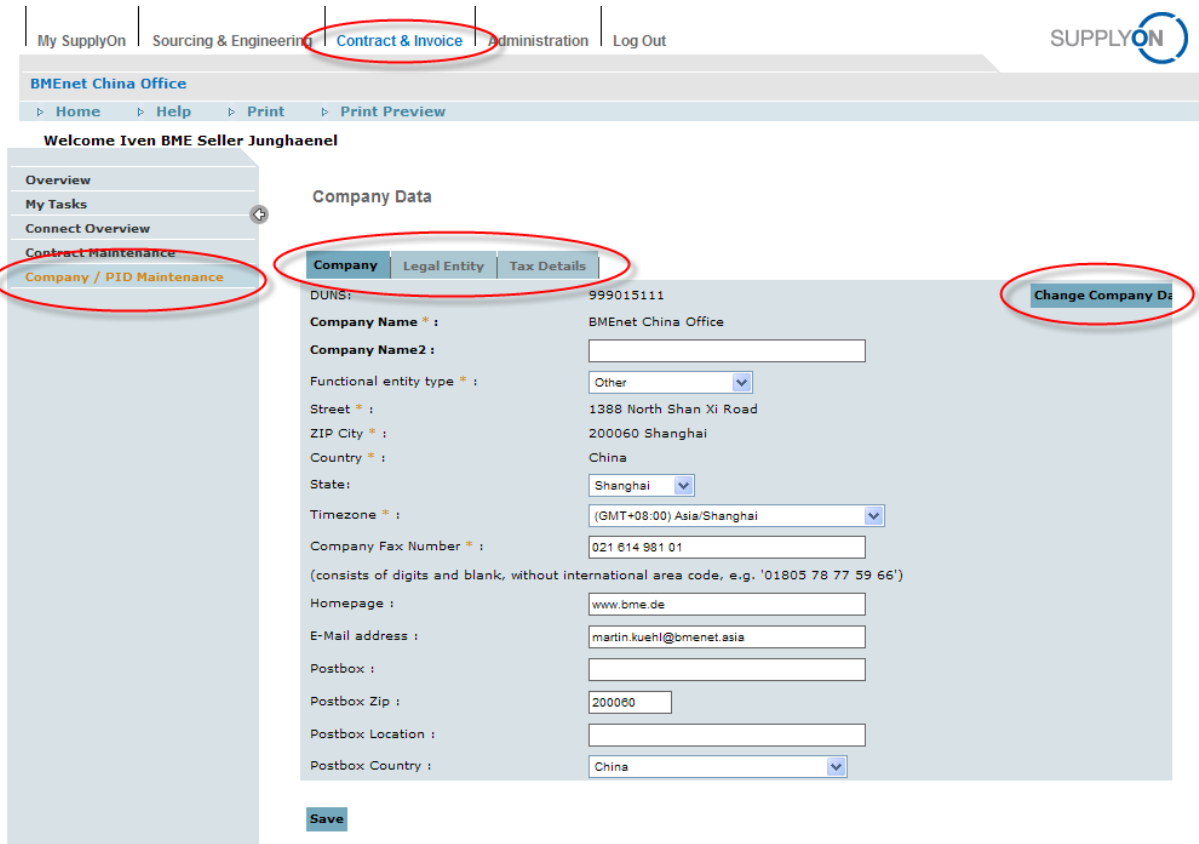 My SupplyOn Sourcing & Engineering Contract & Invoice Administration Log Out SUPPLYON
BMEnet China Office
Home Help Print Print Preview
Welcome Iven BME Seller Junghaenel
Overview
My Tasks
Connect Overview
Contract Maintenance
Company / PID Maintenance
Company Data
Company Legal Entity Tax Details
DUNS: 999015111 Change Company Da
Company Name * : BMEnet China Office
Company Name2 :
Functional entity type * : Other
Street * : 1388 North Shan Xi Road
ZIP City * : 200060 Shanghai
Country * : China
State: Shanghai
Timezone * : (GMT+08:00) Asia/Shanghai
Company Fax Number * : 021 614 981 01
(consists of digits and blank, without international area code, e.g. '01805 78 77 59 66')
Homepage : www.bme.de
E-Mail address : martin.kuehl@bmenet.asia
Postbox :
Postbox Zip : 200060
Postbox Location :
Postbox Country : China
Save